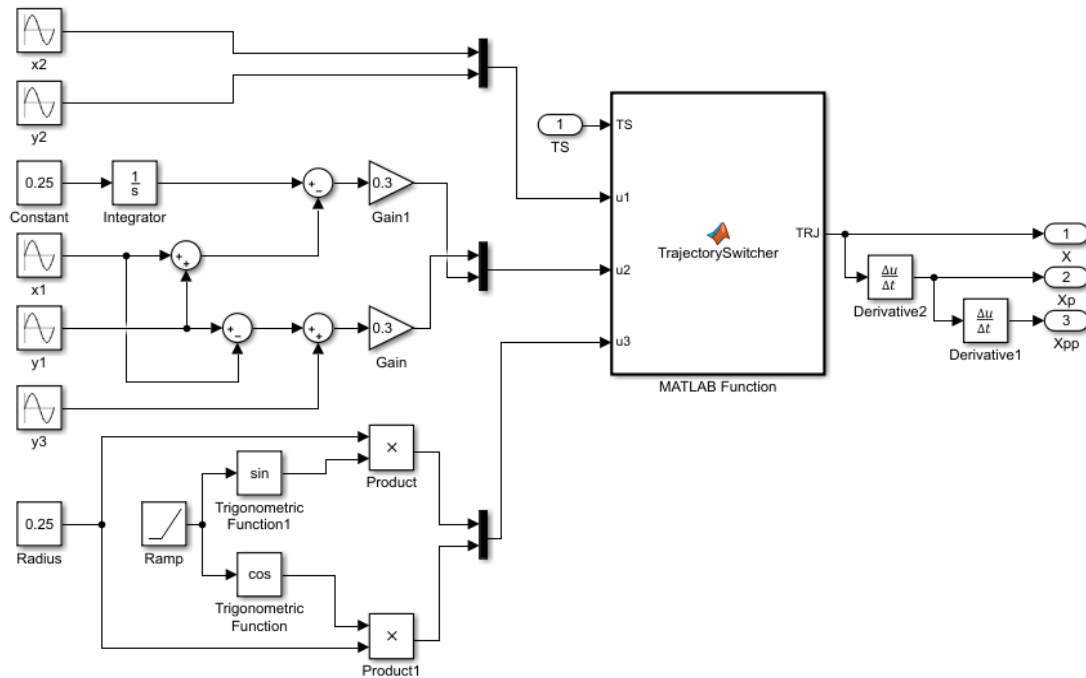 x2
y2
0.25
Constant
1
s
Integrator
+
−
0.3
Gain1
x1
+
+
y1
+
−
+
+
0.3
Gain
y3
0.25
Radius
Ramp
sin
Trigonometric
Function1
cos
Trigonometric
Function
×
Product
×
Product1
1
TS
TS
u1
u2
u3
TrajectorySwitcher
TRJ
MATLAB Function
Δu
Δt
Derivative2
Δu
Δt
Derivative1
1
X
2
Xp
3
Xpp